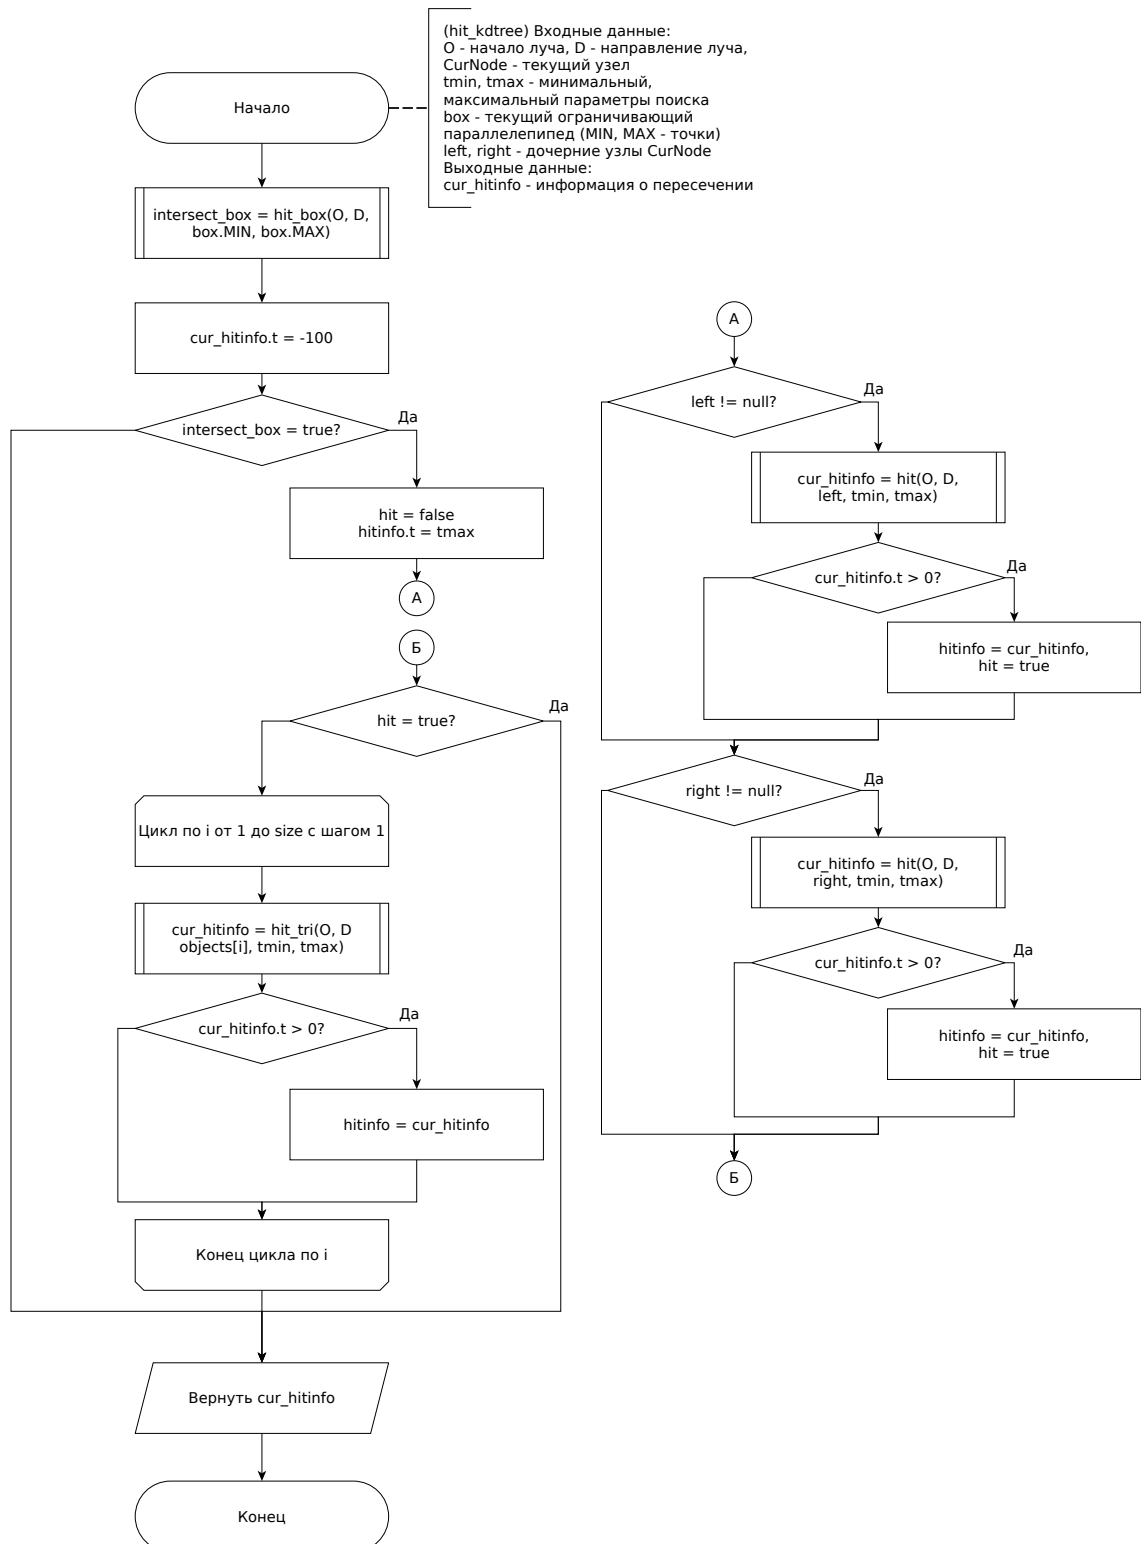 (hit_kdtree) Входные данные:
O - начало луча, D - направление луча,
CurNode - текущий узел
tmin, tmax - минимальный,
максимальный параметры поиска
box - текущий ограничивающий
параллелепипед (MIN, MAX - точки)
left, right - дочерние узлы CurNode
Выходные данные:
cur_hitinfo - информация о пересечении
Начало
intersect_box = hit_box(O, D,
box.MIN, box.MAX)
cur_hitinfo.t = -100
intersect_box = true?
Да
hit = false
hitinfo.t = tmax
А
Б
hit = true?
Да
Цикл по i от 1 до size с шагом 1
cur_hitinfo = hit_tri(O, D
objects[i], tmin, tmax)
cur_hitinfo.t > 0?
Да
hitinfo = cur_hitinfo
Конец цикла по i
Вернуть cur_hitinfo
Конец
А
left != null?
Да
cur_hitinfo = hit(O, D,
left, tmin, tmax)
cur_hitinfo.t > 0?
Да
hitinfo = cur_hitinfo,
hit = true
right != null?
Да
cur_hitinfo = hit(O, D,
right, tmin, tmax)
cur_hitinfo.t > 0?
Да
hitinfo = cur_hitinfo,
hit = true
Б